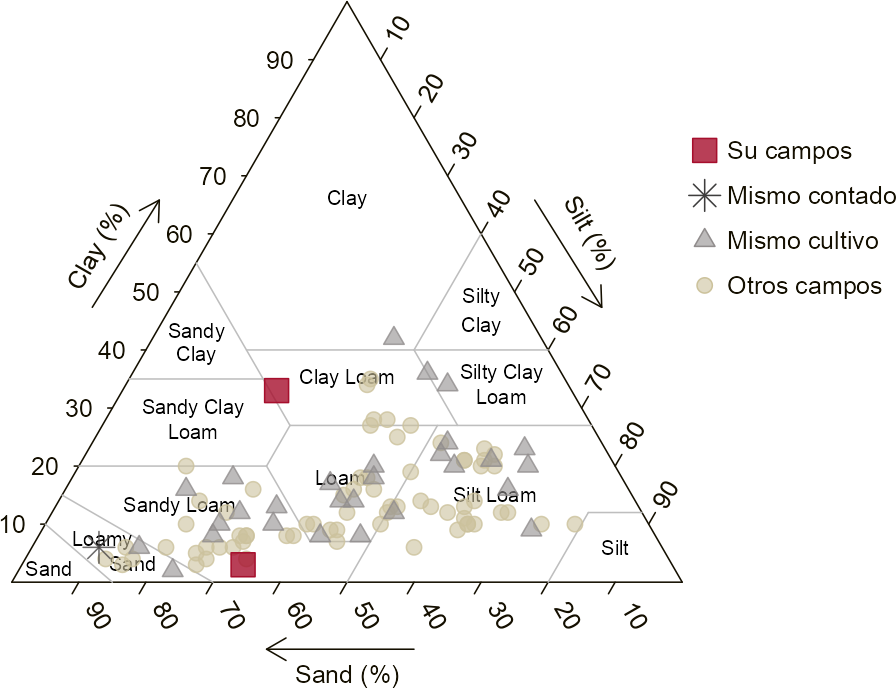 10
90
20
80
30
70
Clay
40
60
Clay (%)
Silt (%)
50
50
Silty
Clay
60
Sandy
Clay
40
Clay Loam
Silty Clay
Loam
70
30
Sandy Clay
Loam
80
20
Loam
Sandy Loam
Silt Loam
90
10
Loamy
Sand
Sand
Silt
90
80
70
60
50
40
30
20
10
Sand (%)
Su campos
Mismo contado
Mismo cultivo
Otros campos